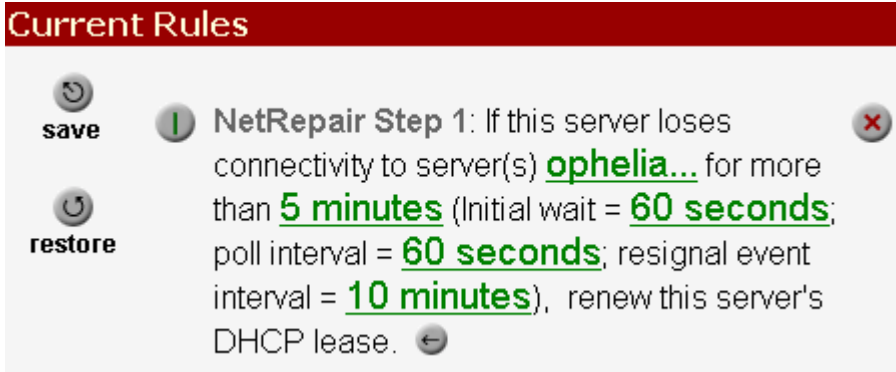 Current Rules
save
restore
NetRepair Step 1: If this server loses
connectivity to server(s) ophelia... for more
than 5 minutes (Initial wait = 60 seconds;
poll interval = 60 seconds; resignal event
interval = 10 minutes), renew this server's
DHCP lease.